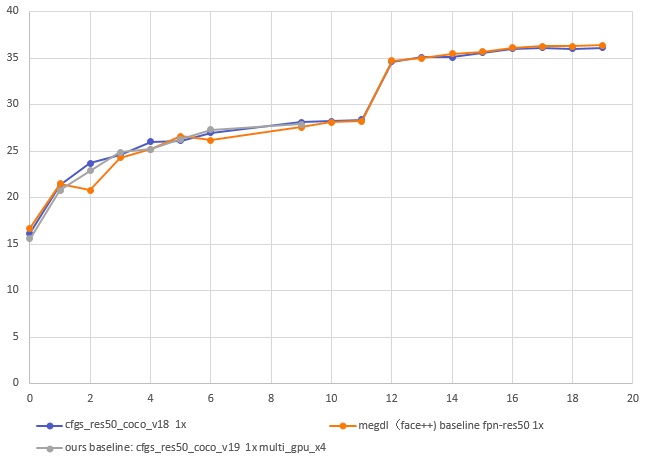 40
35
30
25
20
15
10
5
0
0 2 4 6 8 10 12 14 16 18 20
cfgs_res50_coco_v18 1x
megdl（face++) baseline fpn-res50 1x
ours baseline: cfgs_res50_coco_v19 1x multi_gpu_x4